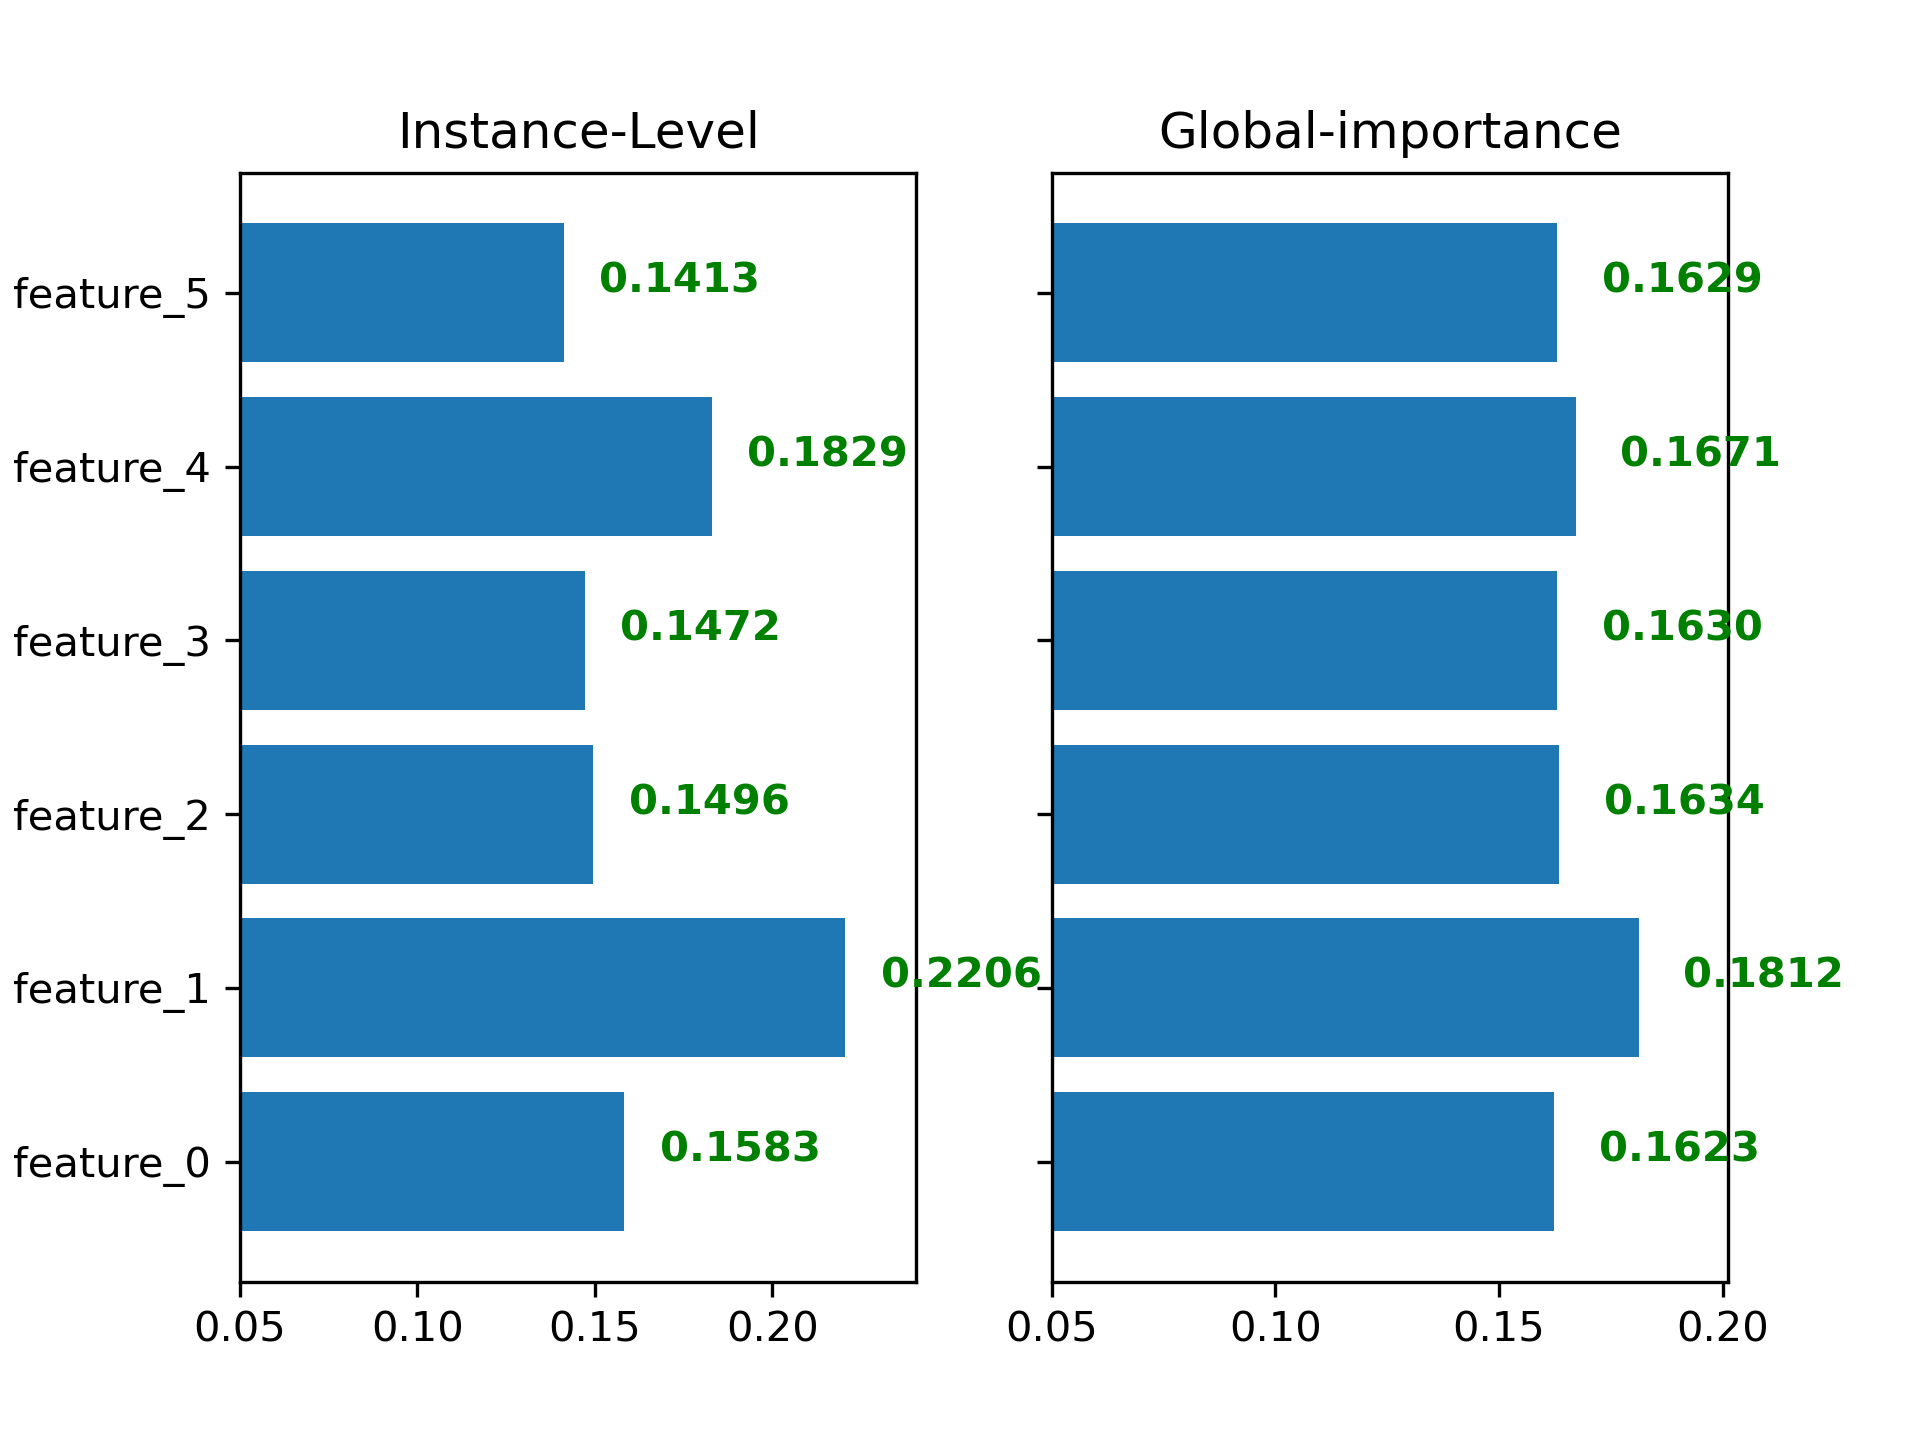 Instance-Level
feature_5
0.1413
feature_4
0.1829
feature_3
0.1472
feature_2
0.1496
feature_1
0.2206
feature_0
0.1583
0.05 0.10 0.15 0.20
Global-importance
0.1629
0.1671
0.1630
0.1634
0.1812
0.1623
0.05 0.10 0.15 0.20